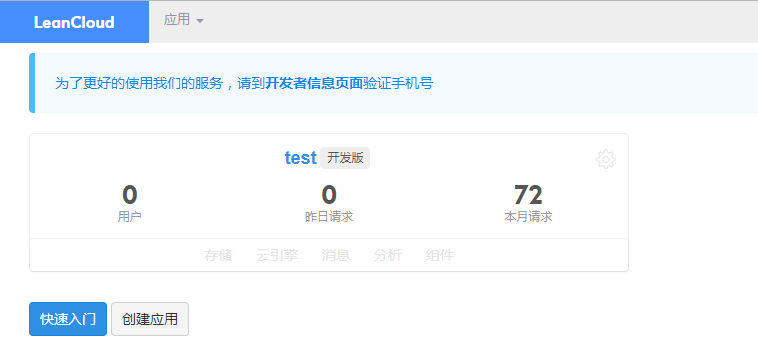 LeanCloud 应用
为了更好的使用我们的服务，请到开发者信息页面验证手机号
test 开发版
0 0 72
用户 昨日请求 本月请求
存储 云引擎 消息 分析 组件
快速入门 创建应用